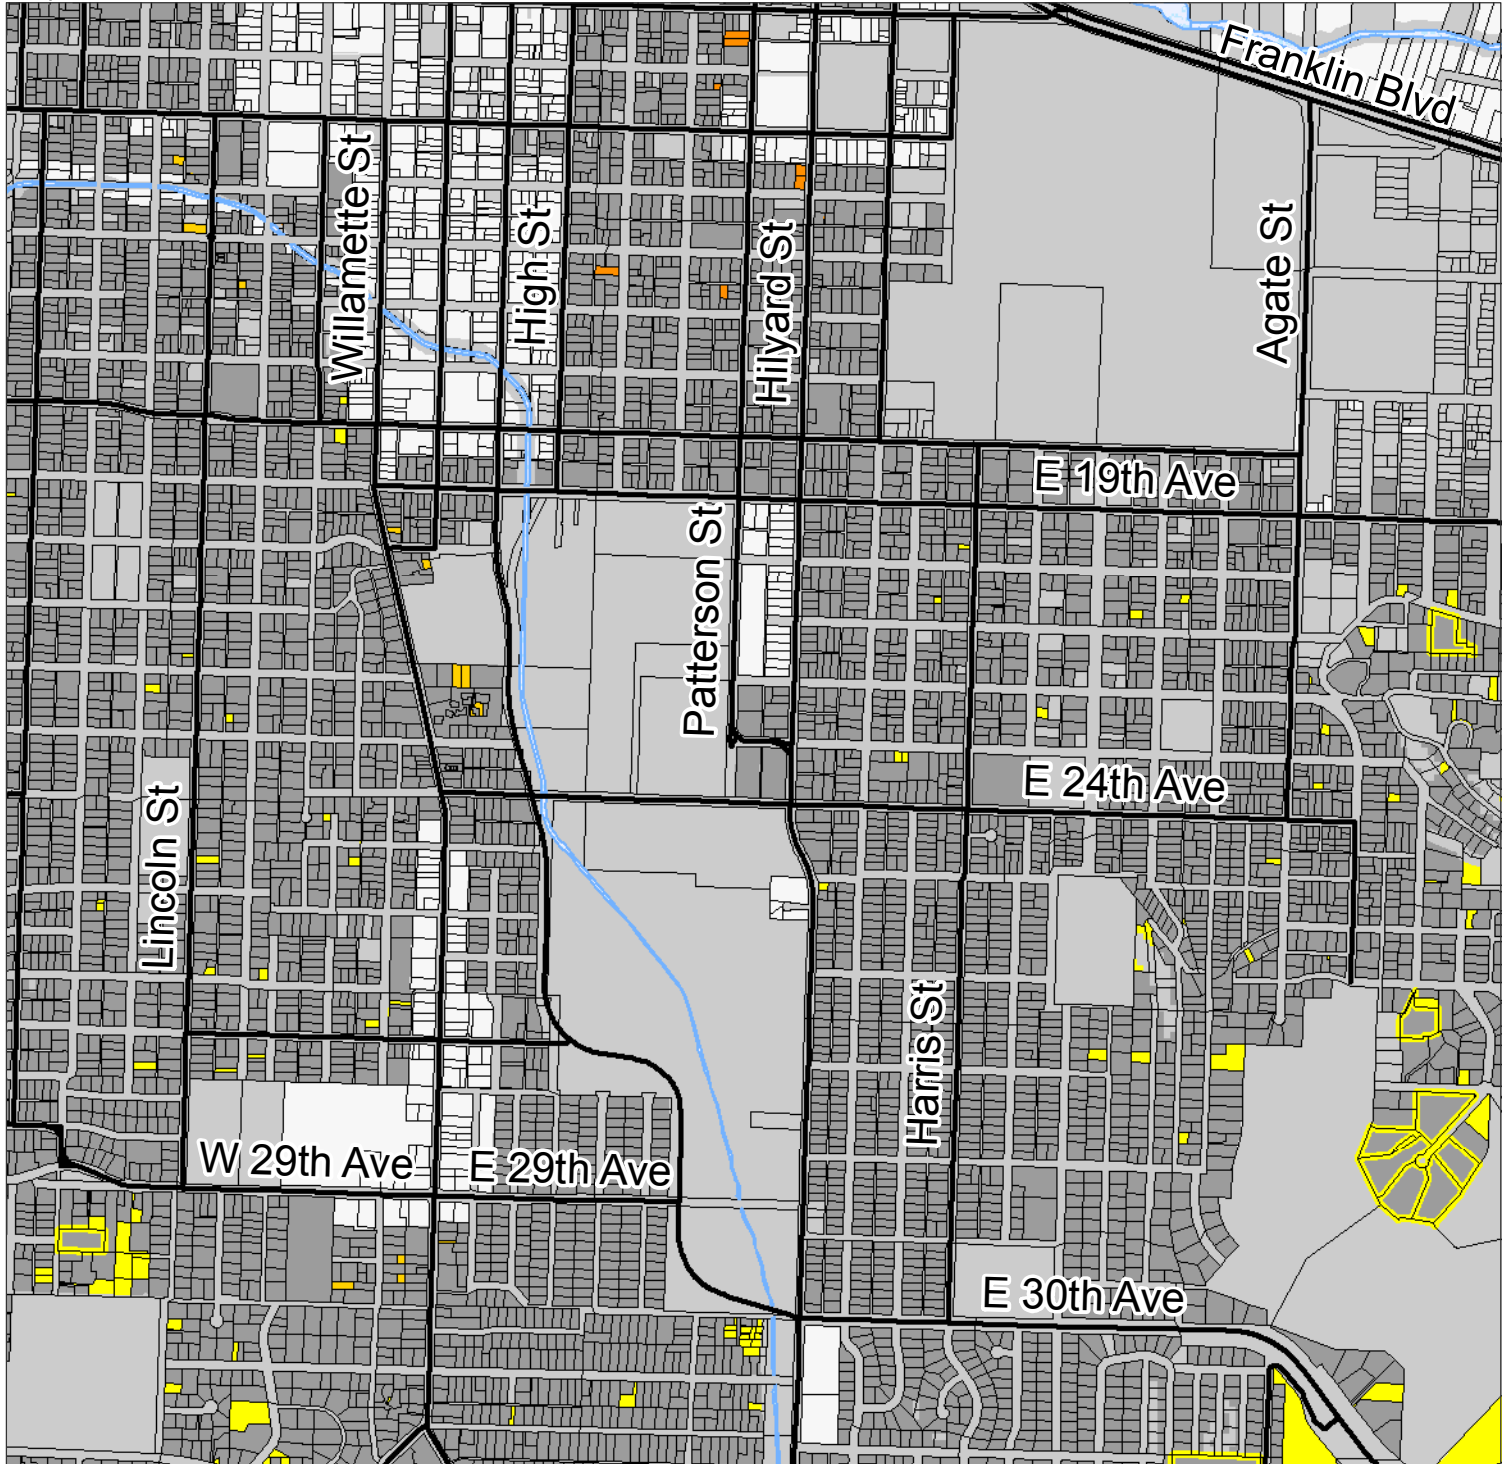 Franklin Blvd
Willamette St
High St
Hilyard St
Agate St
E 19th Ave
Patterson St
E 24th Ave
Lincoln St
Harris St
W 29th Ave
E 29th Ave
E 30th Ave